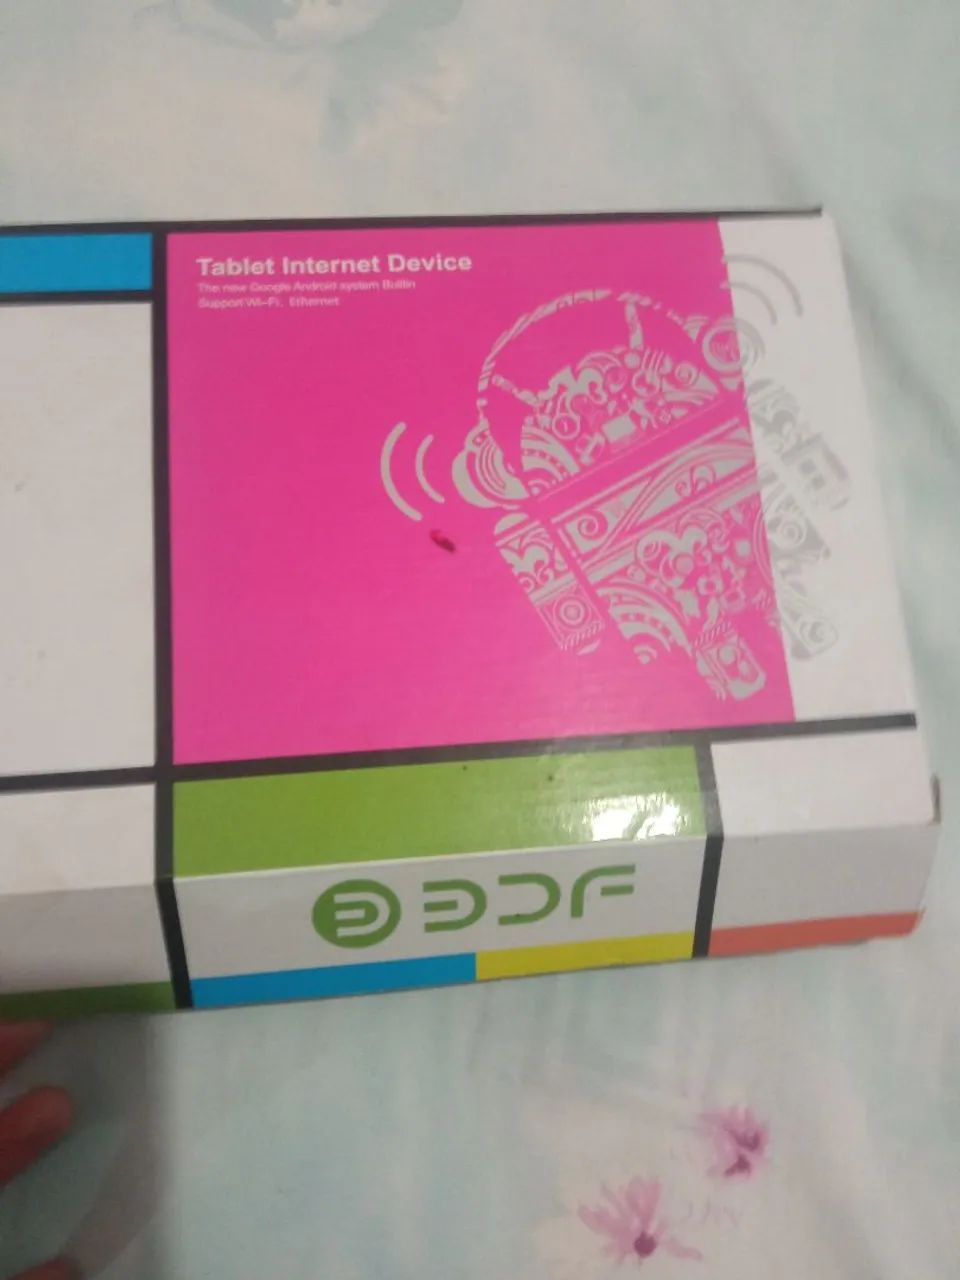 Tablet Internet Device
The new Google Android system Builtin
Support Wi-Fi, Ethernet
BDF